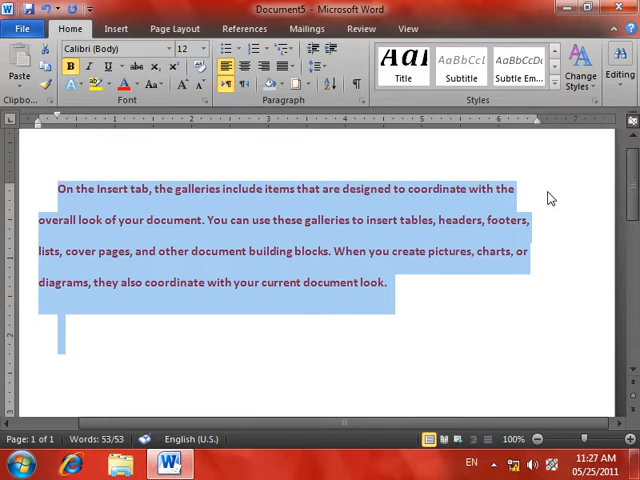 Document5 - Microsoft Word
File Home Insert Page Layout References Mailings Review View
Calibri (Body) 12
Paste
B I U
Title Subtitle Subtle Em...
Change Styles
Editing
Clipbo... Font Paragraph Styles
On the Insert tab, the galleries include items that are designed to coordinate with the
overall look of your document. You can use these galleries to insert tables, headers, footers,
lists, cover pages, and other document building blocks. When you create pictures, charts, or
diagrams, they also coordinate with your current document look.
Page: 1 of 1 Words: 53/53 English (U.S.) 100%
EN 11:27 AM
05/25/2011